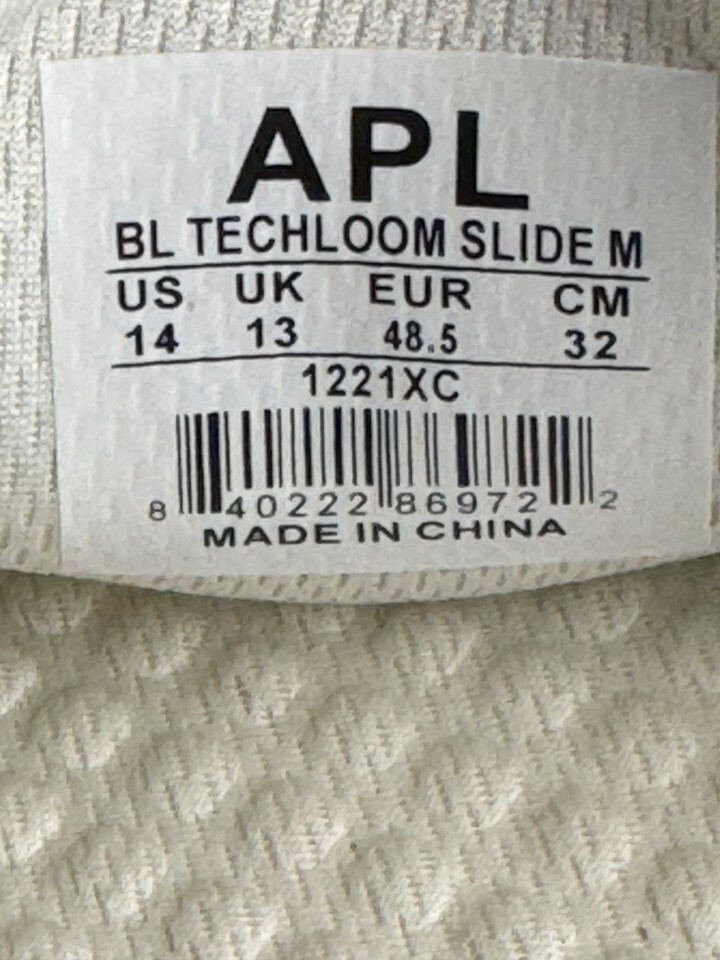 APL
BL TECHLOOM SLIDE M
US UK EUR CM
14 13 48.5 32
1221XC
8 40222 86972 2
MADE IN CHINA